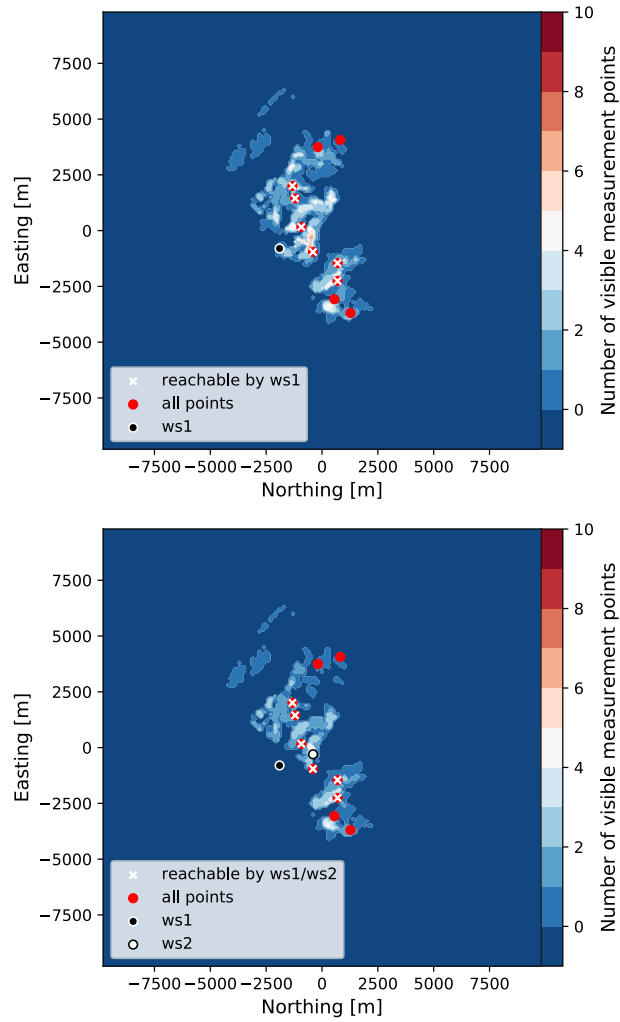 10
8
6
4
2
0
Number of visible measurement points
7500
5000
2500
0
−2500
−5000
−7500
Easting [m]
reachable by ws1
all points
ws1
−7500 −5000 −2500 0 2500 5000 7500
Northing [m]
10
8
6
4
2
0
Number of visible measurement points
7500
5000
2500
0
−2500
−5000
−7500
Easting [m]
reachable by ws1/ws2
all points
ws1
ws2
−7500 −5000 −2500 0 2500 5000 7500
Northing [m]